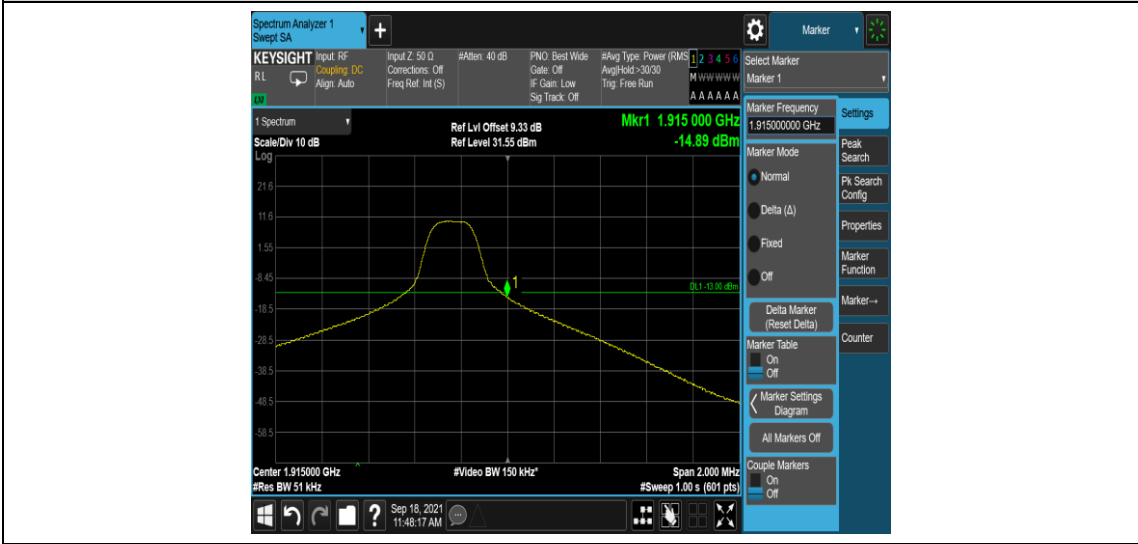 Spectrum Analyzer 1
Swept SA
+
Marker
KEYSIGHT
RL
LXI
Input: RF
Coupling: DC
Align: Auto
Input Z: 50 Ω
Corrections: Off
Freq Ref: Int (S)
#Atten: 40 dB
PNO: Best Wide
Gate: Off
IF Gain: Low
Sig Track: Off
#Avg Type: Power (RMS
Avg|Hold:>30/30
Trig: Free Run
1 2 3 4 5 6
M W W W W W
A A A A A A
Select Marker
Marker 1
1 Spectrum
Scale/Div 10 dB
Log
Ref Lvl Offset 9.33 dB
Ref Level 31.55 dBm
Mkr1 1.915 000 GHz
-14.89 dBm
21.6
11.6
1.55
-8.45
-18.5
-28.5
-38.5
-48.5
-58.5
1
DL1 -13.00 dBm
Center 1.915000 GHz
#Res BW 51 kHz
#Video BW 150 kHz*
Span 2.000 MHz
#Sweep 1.00 s (601 pts)
Marker Frequency
1.915000000 GHz
Marker Mode
Normal
Delta (Δ)
Fixed
Off
Delta Marker
(Reset Delta)
Marker Table
On
Off
Marker Settings
Diagram
All Markers Off
Couple Markers
On
Off
Settings
Peak
Search
Pk Search
Config
Properties
Marker
Function
Marker→
Counter
?
Sep 18, 2021
11:48:17 AM